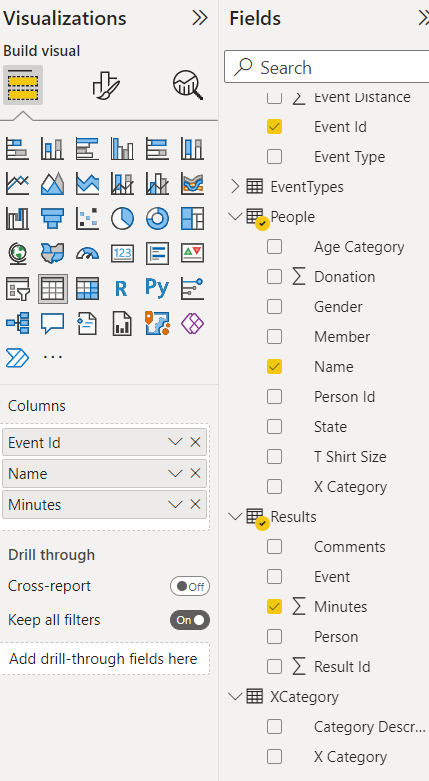 Visualizations
Build visual
123
R
Py
Columns
Event Id
Name
Minutes
Drill through
Cross-report
Off
Keep all filters
On
Add drill-through fields here
Fields
Search
Event Distance
Event Id
Event Type
EventTypes
People
Age Category
Donation
Gender
Member
Name
Person Id
State
T Shirt Size
X Category
Results
Comments
Event
Minutes
Person
Result Id
XCategory
Category Descr...
X Category